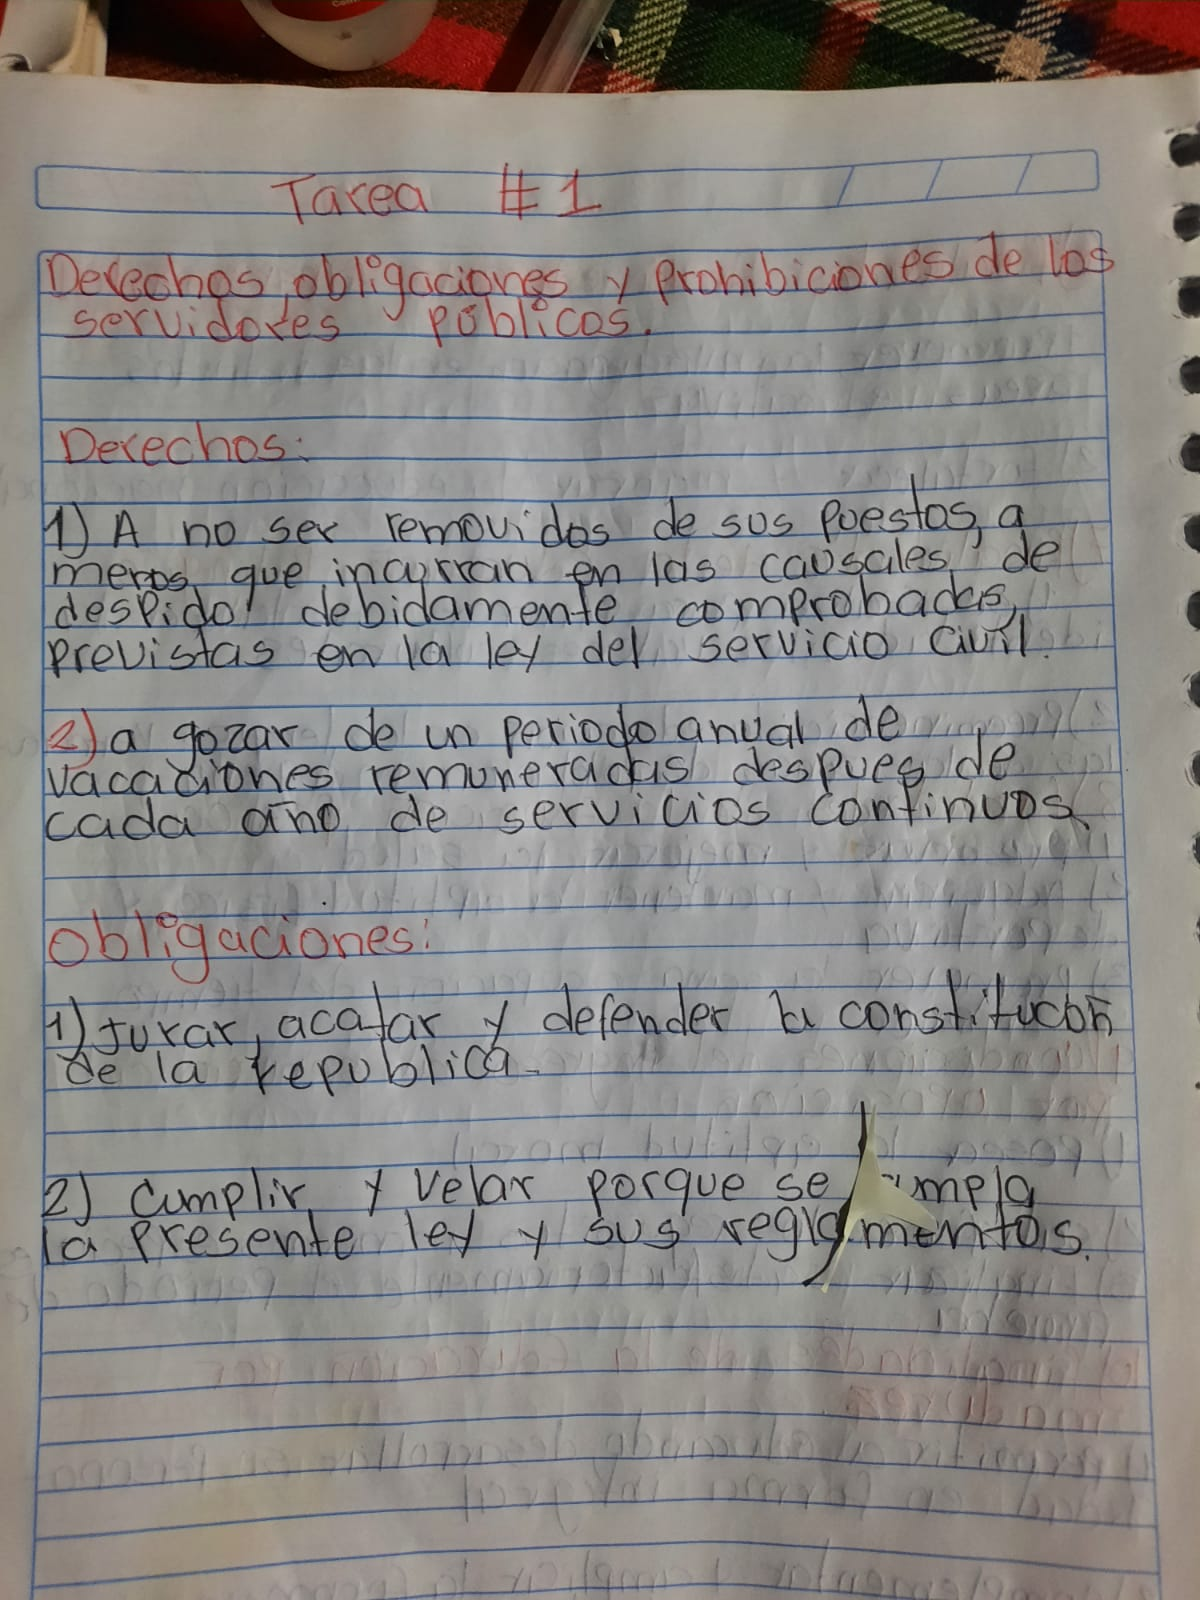 Tarea #1
Derechos, obligaciones y prohibiciones de los
servidores públicos.
Derechos:
1) A no ser removidos de sus puestos, a
menos que incurran en las causales de
despido debidamente comprobadas,
previstas en la ley del servicio civil.
2) a gozar de un periodo anual de
vacaciones remuneradas despues de
cada año de servicios continuos.
obligaciones:
1) Jurar, acatar y defender la constitucion
de la republica.
2) Cumplir y velar porque se
la presente ley y sus reglamentos.